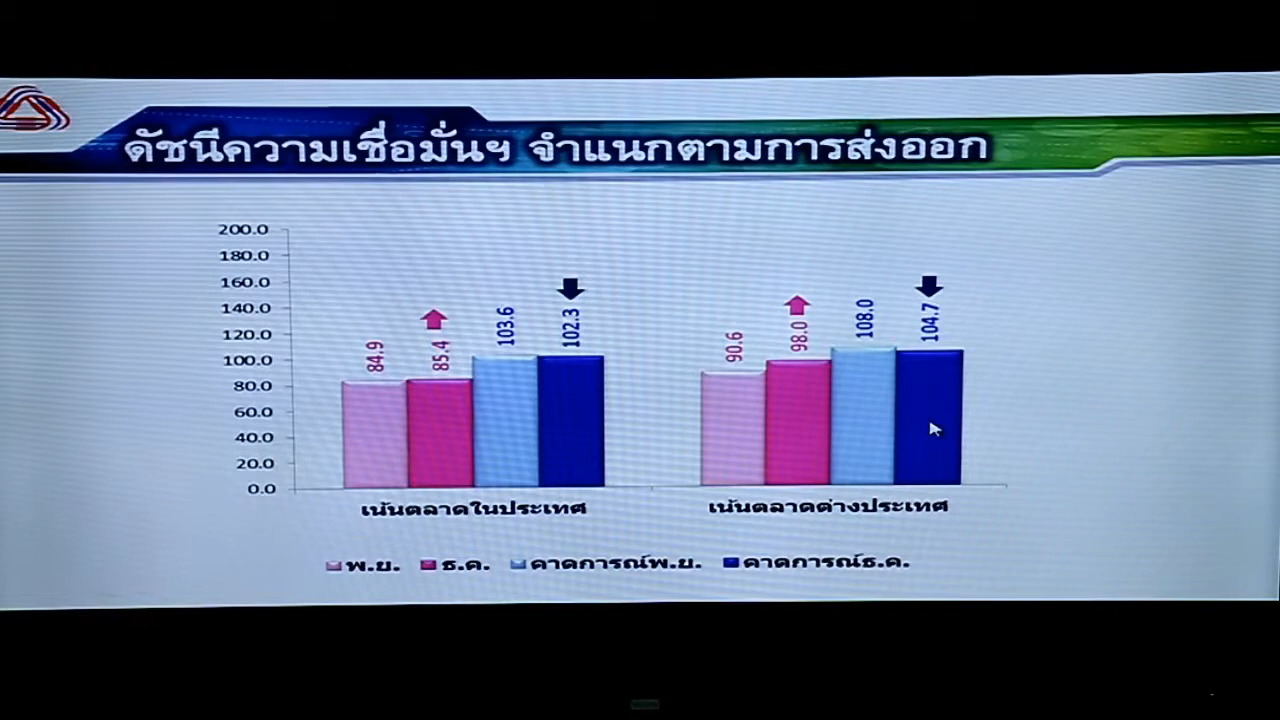 ดัชนีความเชื่อมั่นฯ จำแนกตามการส่งออก
200.0
180.0
160.0
140.0
120.0
100.0
80.0
60.0
40.0
20.0
0.0
84.9 85.4 103.6 102.3 90.6 98.0 108.0 104.7
เน้นตลาดในประเทศ เน้นตลาดต่างประเทศ
พ.ย. ธ.ค. คาดการณ์พ.ย. คาดการณ์ธ.ค.